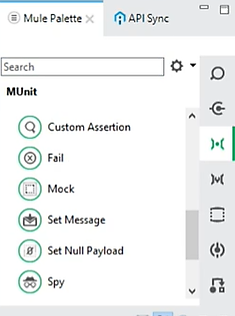 Mule Palette
API Sync
Search
MUnit
Custom Assertion
Fail
Mock
Set Message
Set Null Payload
Spy